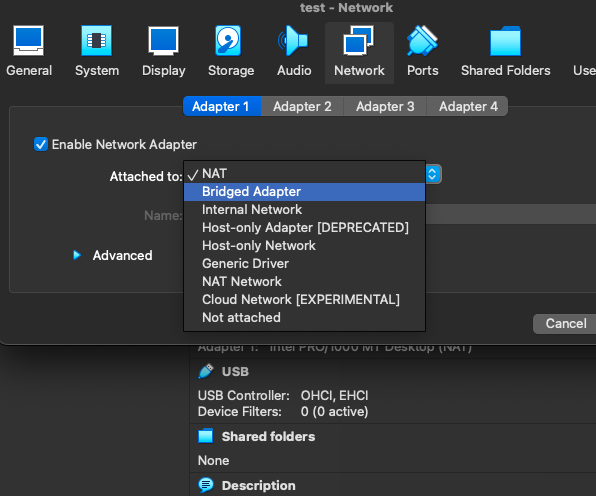 test - Network
General System Display Storage Audio Network Ports Shared Folders Use
Adapter 1 Adapter 2 Adapter 3 Adapter 4
Enable Network Adapter
Attached to:
NAT
Bridged Adapter
Internal Network
Name:
Host-only Adapter [DEPRECATED]
Host-only Network
Advanced
Generic Driver
NAT Network
Cloud Network [EXPERIMENTAL]
Not attached
Cancel
Adapter 1: Intel PRO/1000 MT Desktop (NAT)
USB
USB Controller: OHCI, EHCI
Device Filters: 0 (0 active)
Shared folders
None
Description